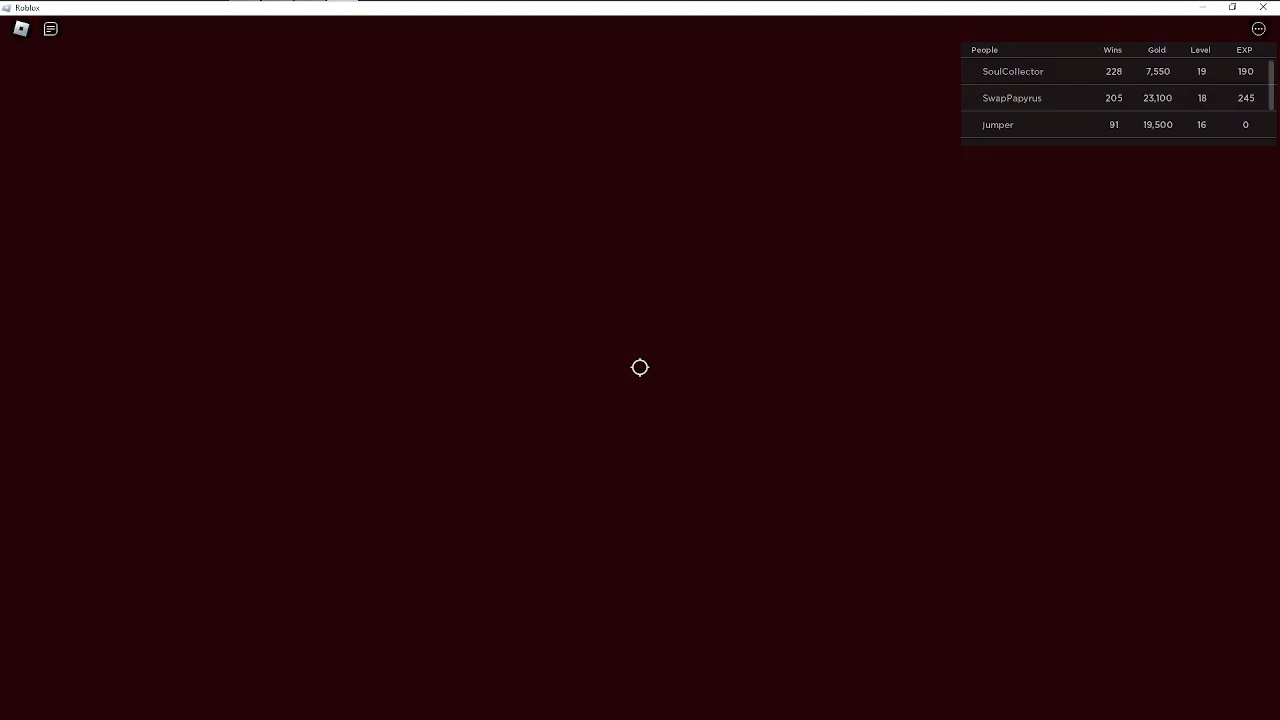 Roblox
People Wins Gold Level EXP
SoulCollector 228 7,550 19 190
SwapPapyrus 205 23,100 18 245
Jumper 91 19,500 16 0